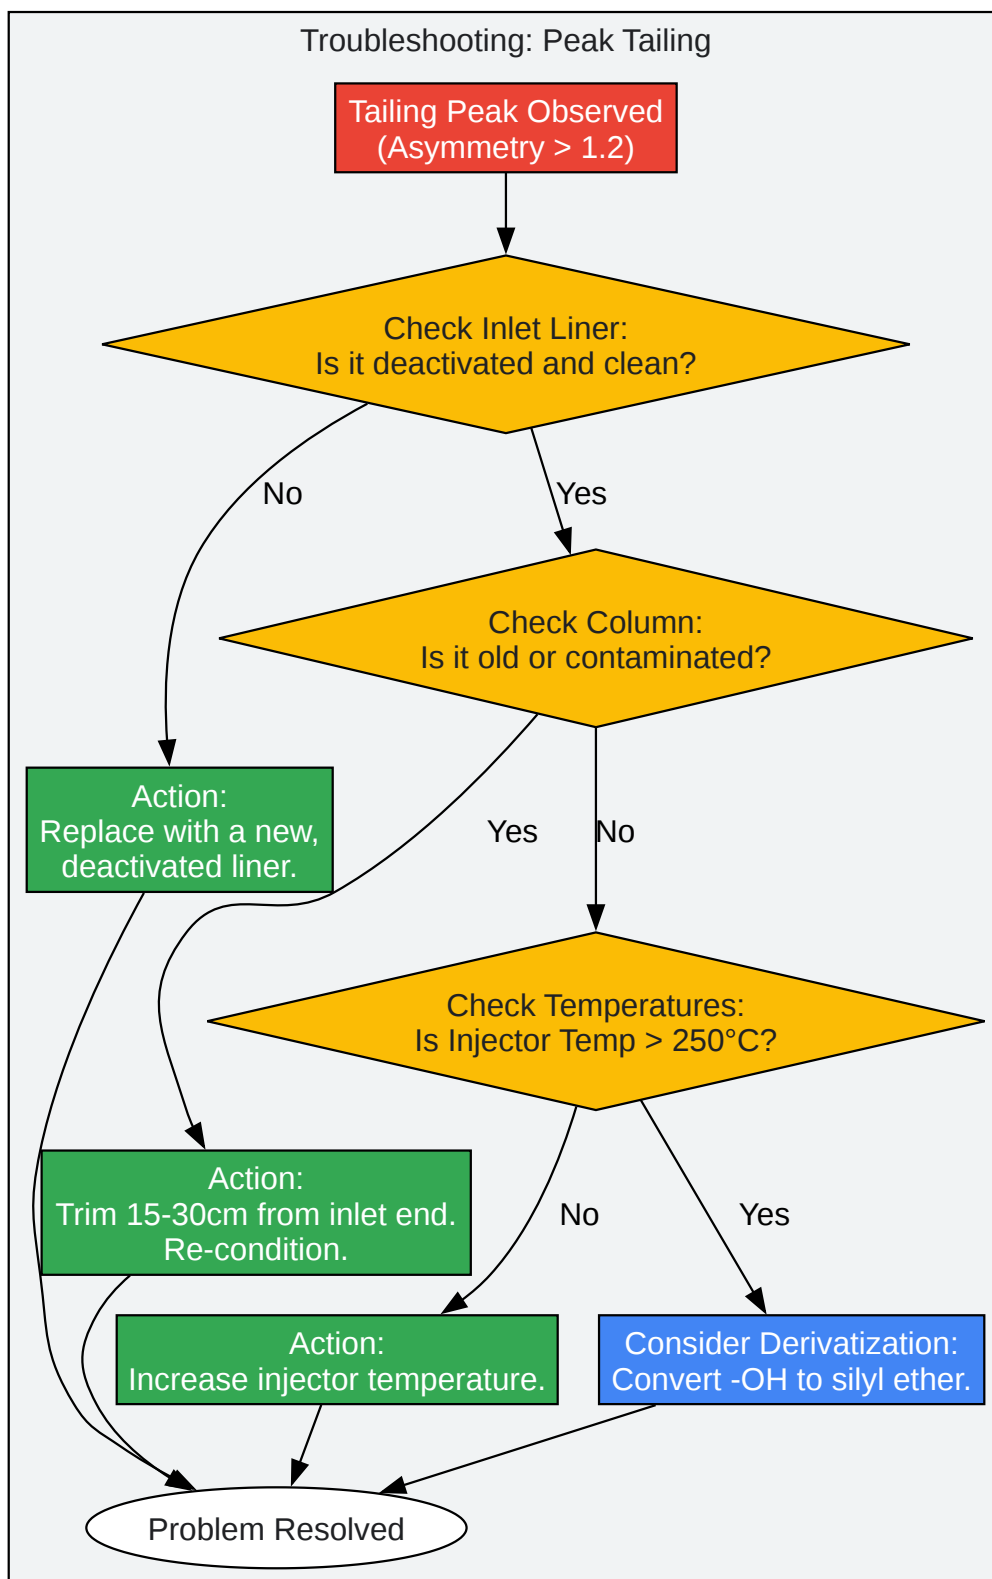 Troubleshooting: Peak Tailing
Tailing Peak Observed
(Asymmetry > 1.2)
Check Inlet Liner:
Is it deactivated and clean?
No
Yes
Check Column:
Is it old or contaminated?
Action:
Replace with a new,
deactivated liner.
Yes
No
Check Temperatures:
Is Injector Temp > 250°C?
Action:
Trim 15-30cm from inlet end.
Re-condition.
No
Yes
Action:
Increase injector temperature.
Consider Derivatization:
Convert -OH to silyl ether.
Problem Resolved